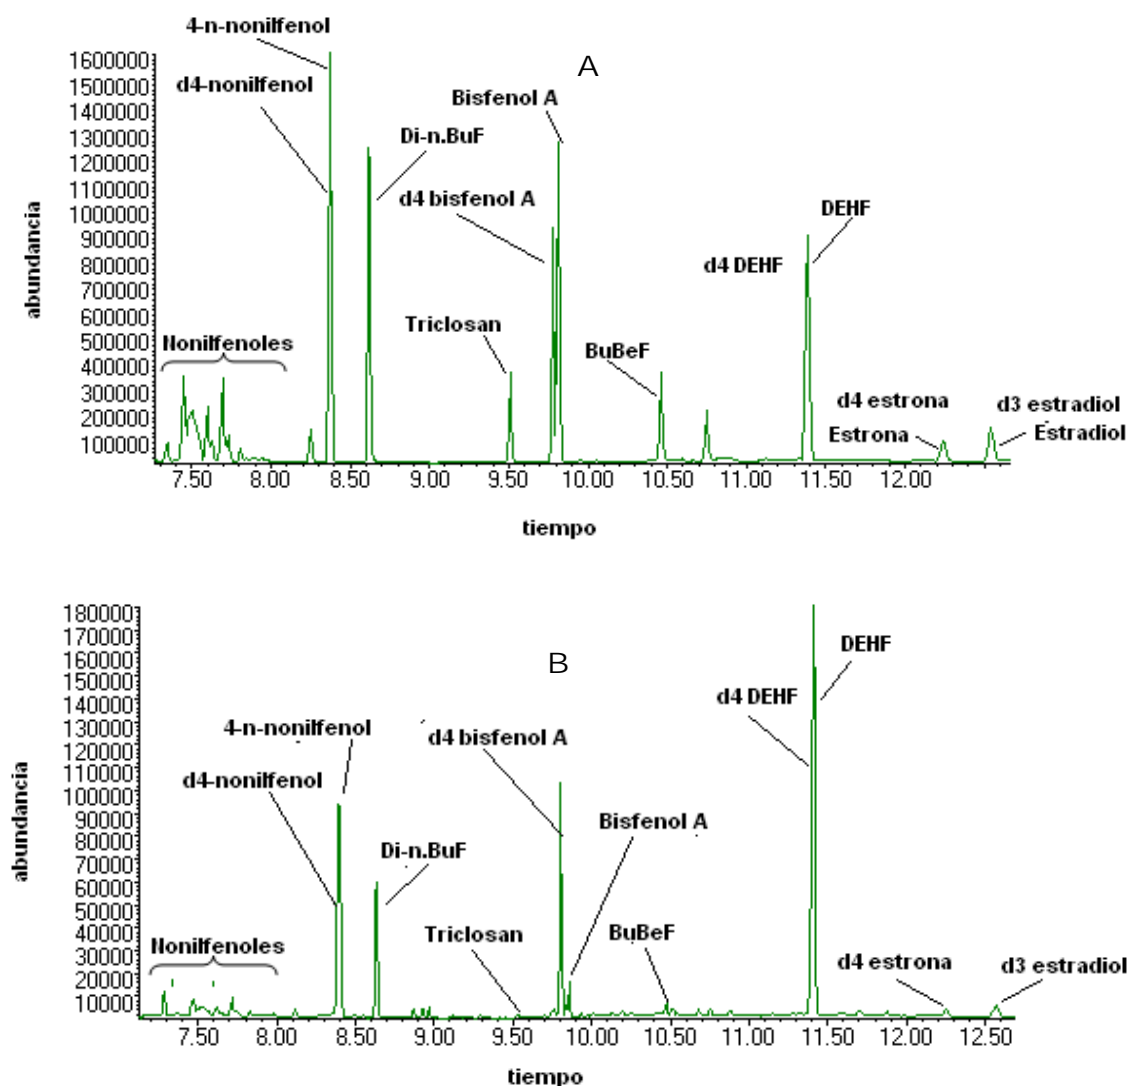 4-n-nonilfenol
A
d4-nonilfenol
Bisfenol A
Di-n.BuF
d4 bisfenol A
DEHF
d4 DEHF
Triclosan
Nonilfenoles
BuBeF
d4 estrona
d3 estradiol
Estrona
Estradiol
1600000
1500000
1400000
1300000
1200000
1100000
1000000
900000
800000
700000
600000
500000
400000
300000
200000
100000
abundancia
7.50 8.00 8.50 9.00 9.50 10.00 10.50 11.00 11.50 12.00
tiempo
B
DEHF
d4 DEHF
4-n-nonilfenol
d4 bisfenol A
d4-nonilfenol
Bisfenol A
Di-n.BuF
Triclosan
BuBeF
Nonilfenoles
d4 estrona
d3 estradiol
180000
170000
160000
150000
140000
130000
120000
110000
100000
90000
80000
70000
60000
50000
40000
30000
20000
10000
abundancia
7.50 8.00 8.50 9.00 9.50 10.00 10.50 11.00 11.50 12.00 12.50
tiempo